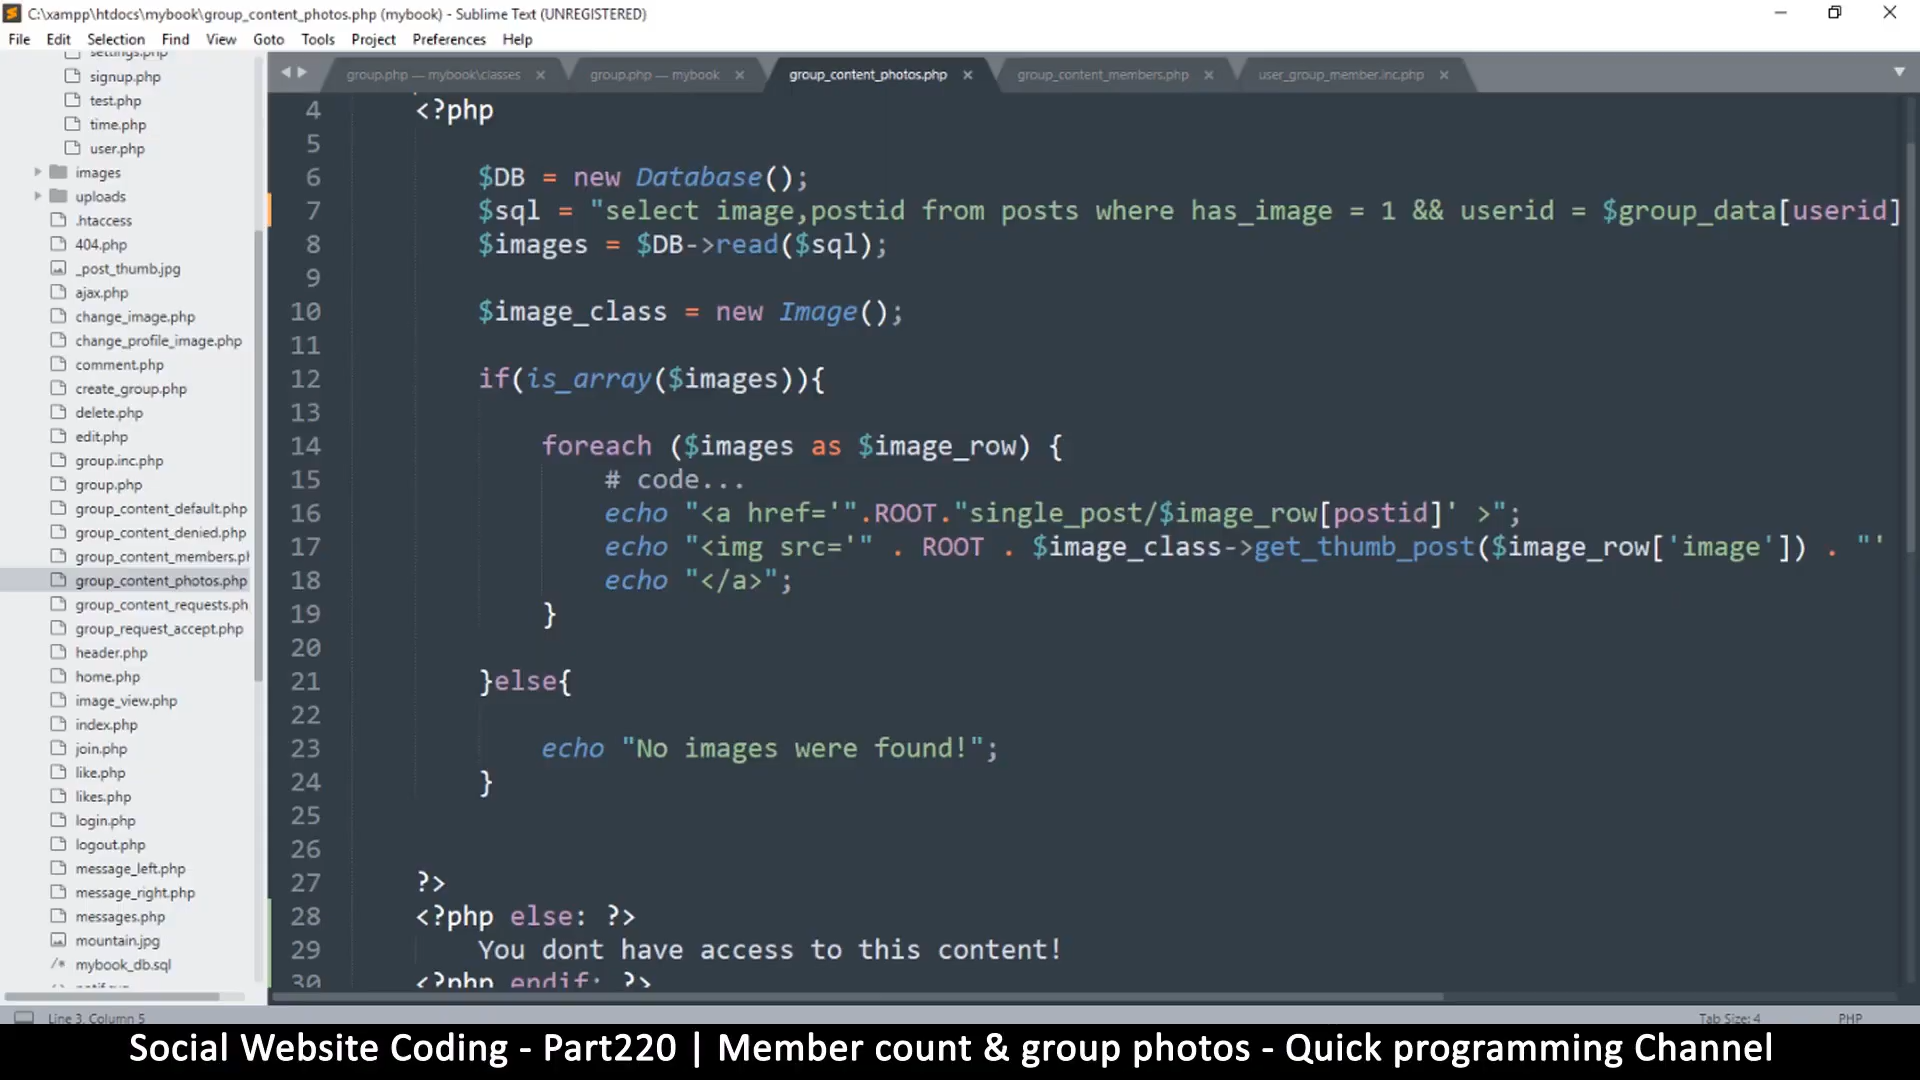 C:\xampp\htdocs\mybook\group_content_photos.php (mybook) - Sublime Text (UNREGISTERED)
File Edit Selection Find View Goto Tools Project Preferences Help
group.php — mybook\classes group.php — mybook group_content_photos.php group_content_members.php user_group_member.inc.php
settings.php
signup.php
test.php
time.php
user.php
images
uploads
.htaccess
404.php
_post_thumb.jpg
ajax.php
change_image.php
change_profile_image.php
comment.php
create_group.php
delete.php
edit.php
group.inc.php
group.php
group_content_default.php
group_content_denied.php
group_content_members.ph
group_content_photos.php
group_content_requests.ph
group_request_accept.php
header.php
home.php
image_view.php
index.php
join.php
like.php
likes.php
login.php
logout.php
message_left.php
message_right.php
messages.php
mountain.jpg
/* mybook_db.sql
4 <?php
5
6 $DB = new Database();
7 $sql = "select image,postid from posts where has_image = 1 && userid = $group_data[userid]
8 $images = $DB->read($sql);
9
10 $image_class = new Image();
11
12 if(is_array($images)){
13
14 foreach ($images as $image_row) {
15 # code...
16 echo "<a href='".ROOT."single_post/$image_row[postid]' >";
17 echo "<img src='" . ROOT . $image_class->get_thumb_post($image_row['image']) . "'
18 echo "</a>";
19 }
20
21 }else{
22
23 echo "No images were found!";
24 }
25
26
27 ?>
28 <?php else: ?>
29 You dont have access to this content!
30 <?php endif: ?>
Line 3, Column 5 Tab Size: 4 PHP
Social Website Coding - Part220 | Member count & group photos - Quick programming Channel